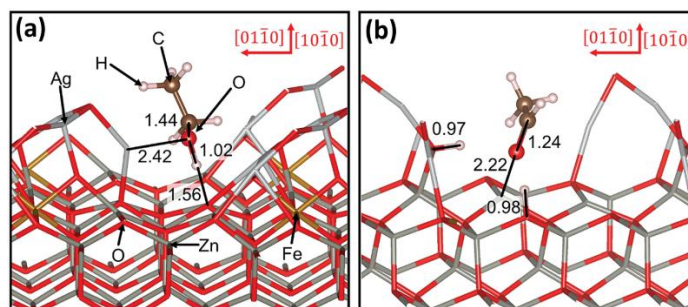 (a)
[011̄0]
[101̄0]
C
H
Ag
O
1.44
1.02
2.42
1.56
O
Zn
Fe
(b)
[011̄0]
[101̄0]
0.97
1.24
2.22
0.98